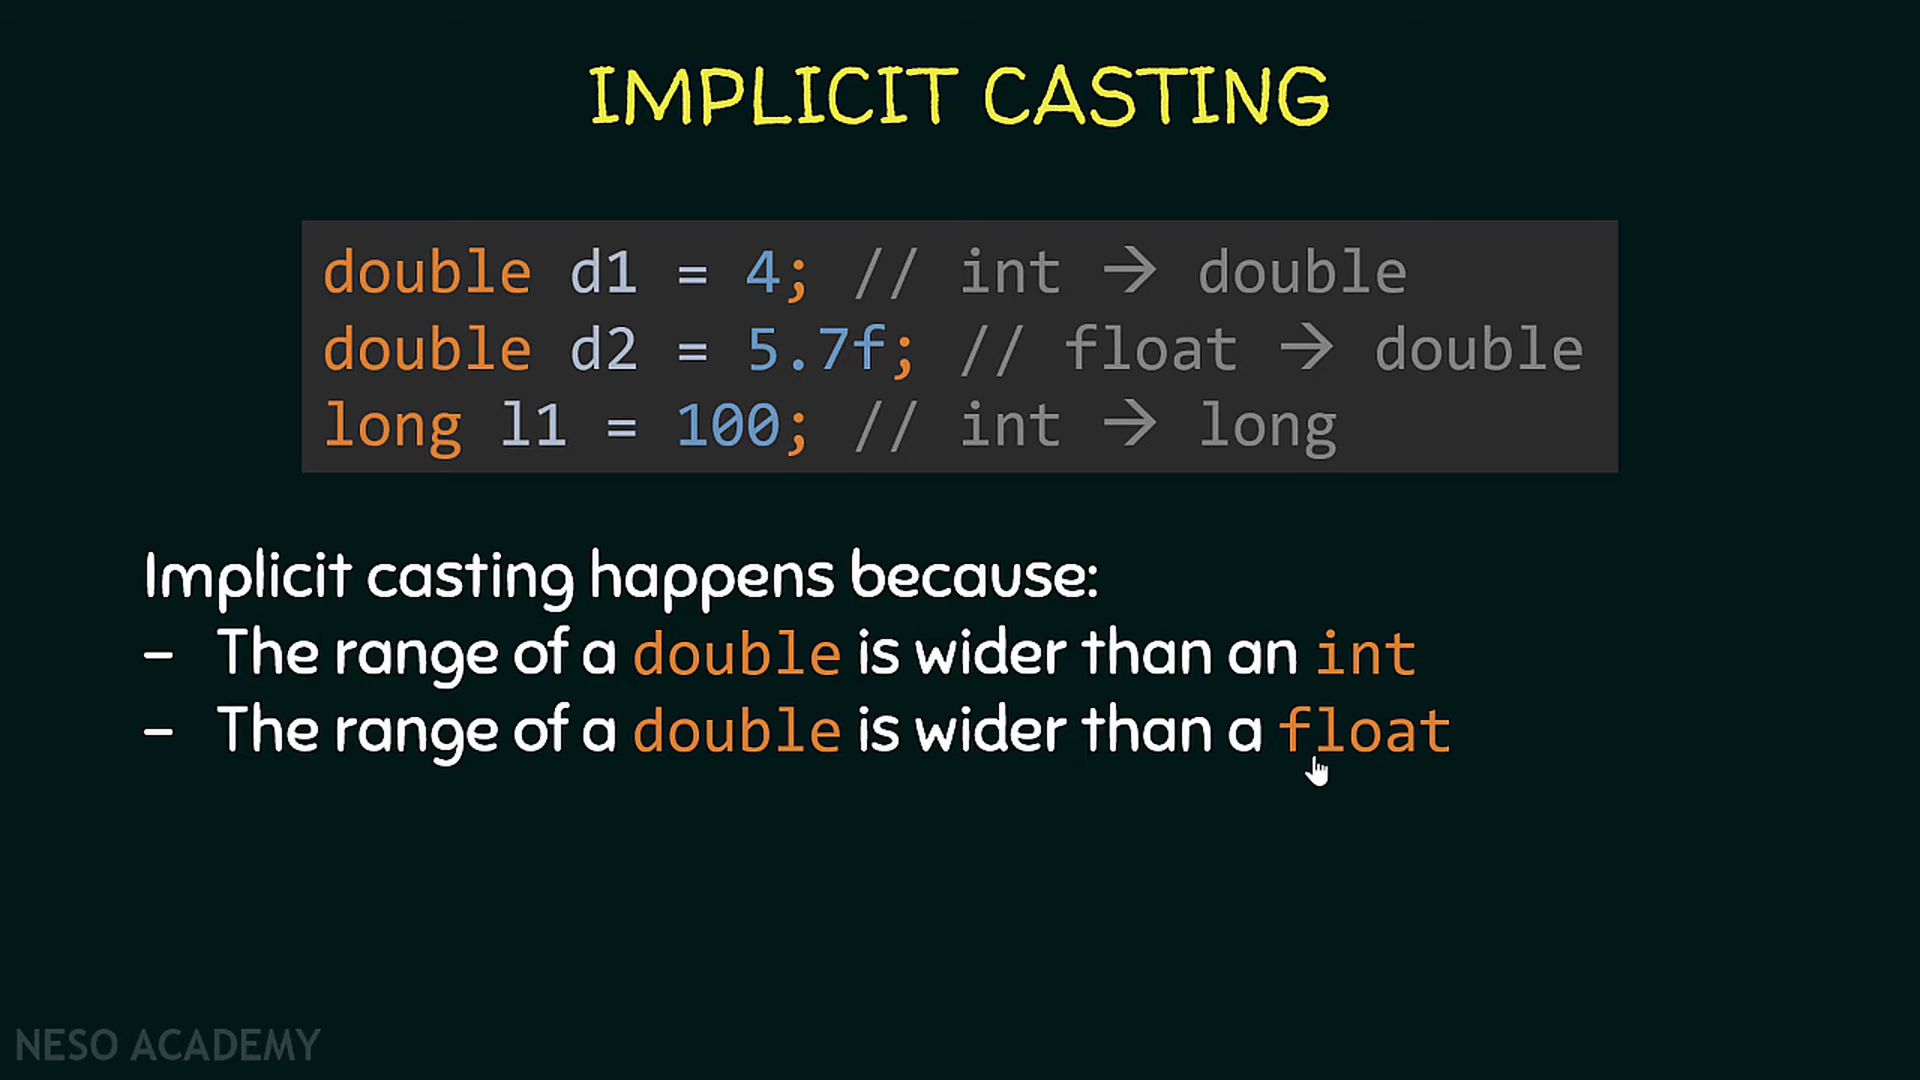 IMPLICIT CASTING
double d1 = 4; // int → double
double d2 = 5.7f; // float → double
long l1 = 100; // int → long
Implicit casting happens because:
- The range of a double is wider than an int
- The range of a double is wider than a float
NESO ACADEMY